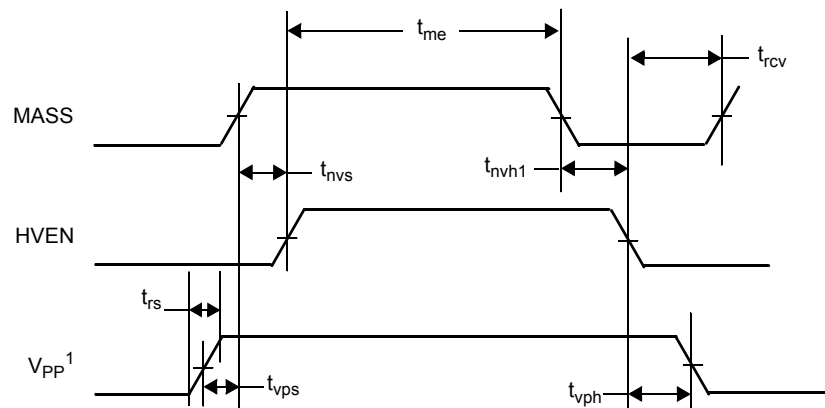 t_me
t_rcv
MASS
t_nvs
t_nvh1
HVEN
t_rs
V_PP^1
t_vps
t_vph